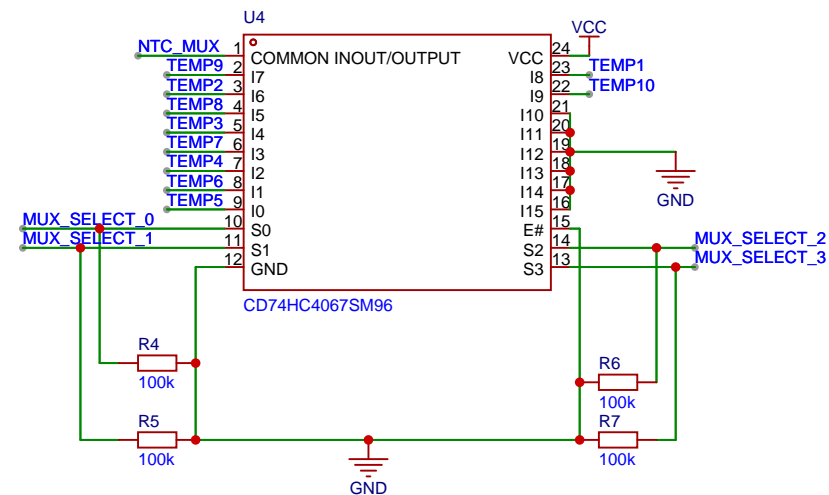 U4
VCC
NTC_MUX 1 COMMON INOUT/OUTPUT VCC 24
TEMP9 2 I7 I8 23 TEMP1
TEMP2 3 I6 I9 22 TEMP10
TEMP8 4 I5 I10 21
TEMP3 5 I4 I11 20
TEMP7 6 I3 I12 19
TEMP4 7 I2 I13 18
TEMP6 8 I1 I14 17
TEMP5 9 I0 I15 16
GND
MUX_SELECT_0 10 S0 E# 15
MUX_SELECT_1 11 S1 S2 14 MUX_SELECT_2
12 GND S3 13 MUX_SELECT_3
CD74HC4067SM96
R4
100k
R6
100k
R5
100k
R7
100k
GND